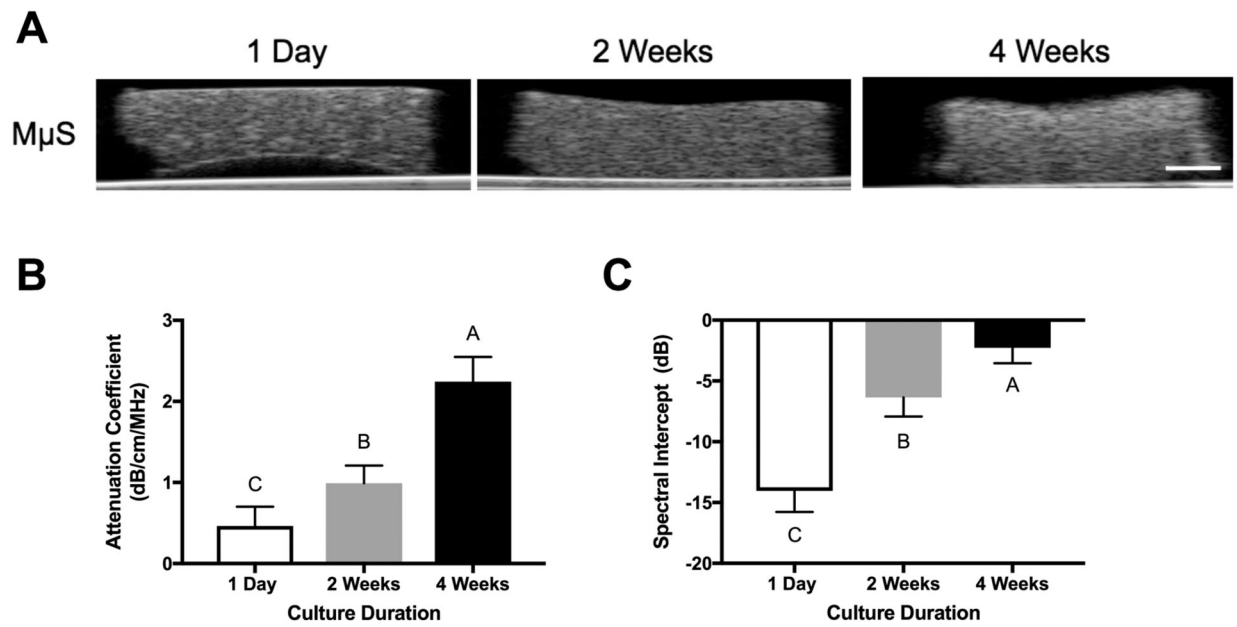 A
1 Day
2 Weeks
4 Weeks
MµS
B
Attenuation Coefficient
(dB/cm/MHz)
3
2
1
0
C
B
A
1 Day
2 Weeks
4 Weeks
Culture Duration
C
Spectral Intercept (dB)
0
-5
-10
-15
-20
C
B
A
1 Day
2 Weeks
4 Weeks
Culture Duration